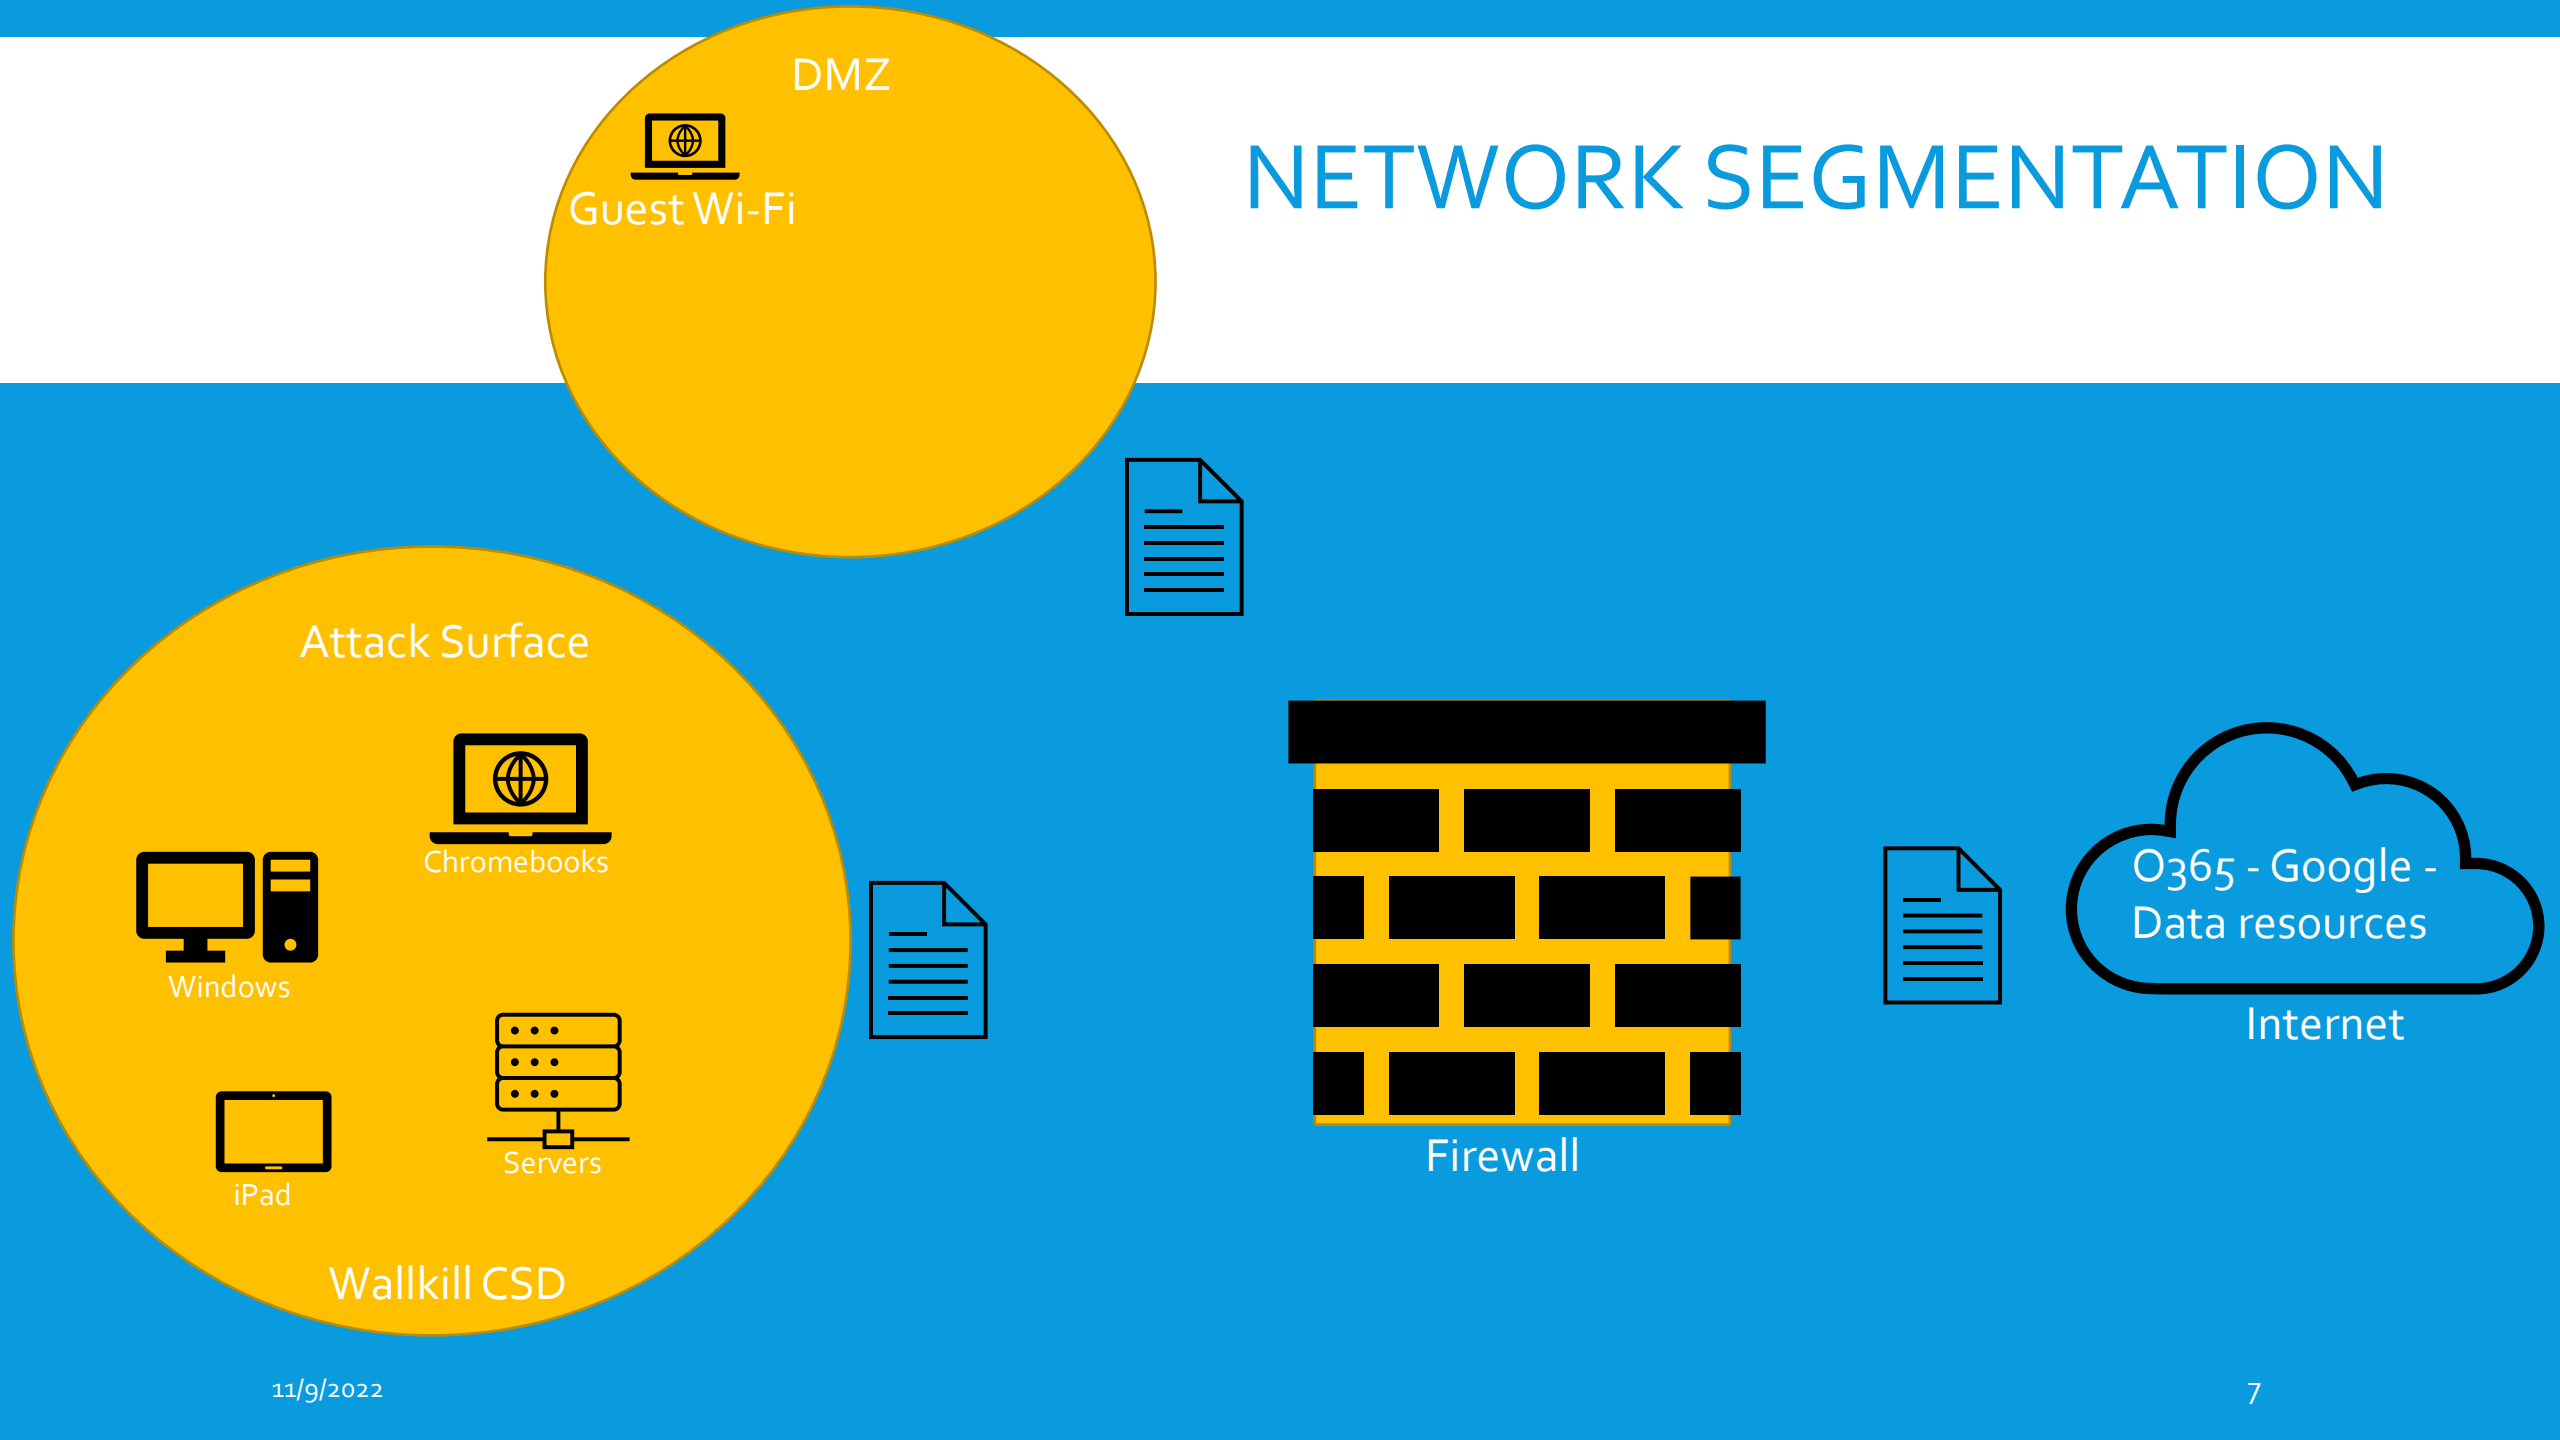 DMZ
Guest Wi-Fi
NETWORK SEGMENTATION
Attack Surface
Chromebooks
Windows
Servers
iPad
Wallkill CSD
Firewall
O365 - Google -
Data resources
Internet
11/9/2022
7